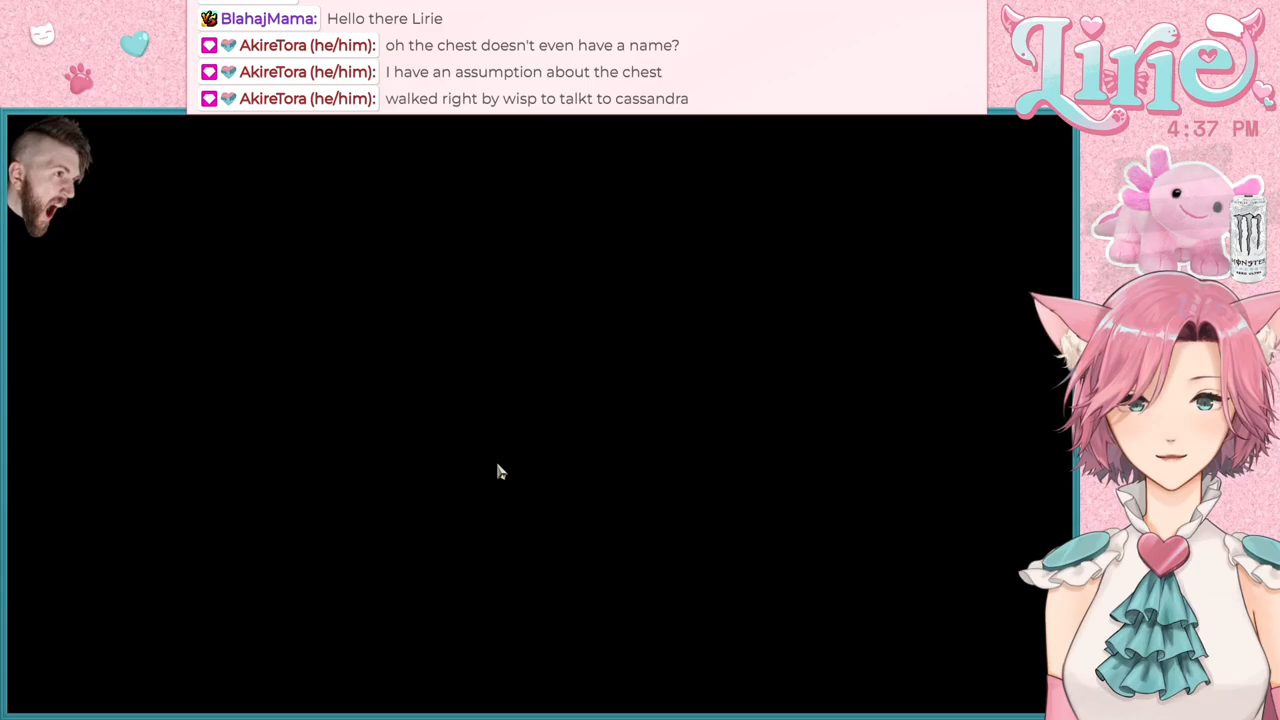 BlahajMama: Hello there Lirie
AkireTora (he/him): oh the chest doesn't even have a name?
AkireTora (he/him): I have an assumption about the chest
AkireTora (he/him): walked right by wisp to talkt to cassandra
Lirie
4:37 PM
MONSTER